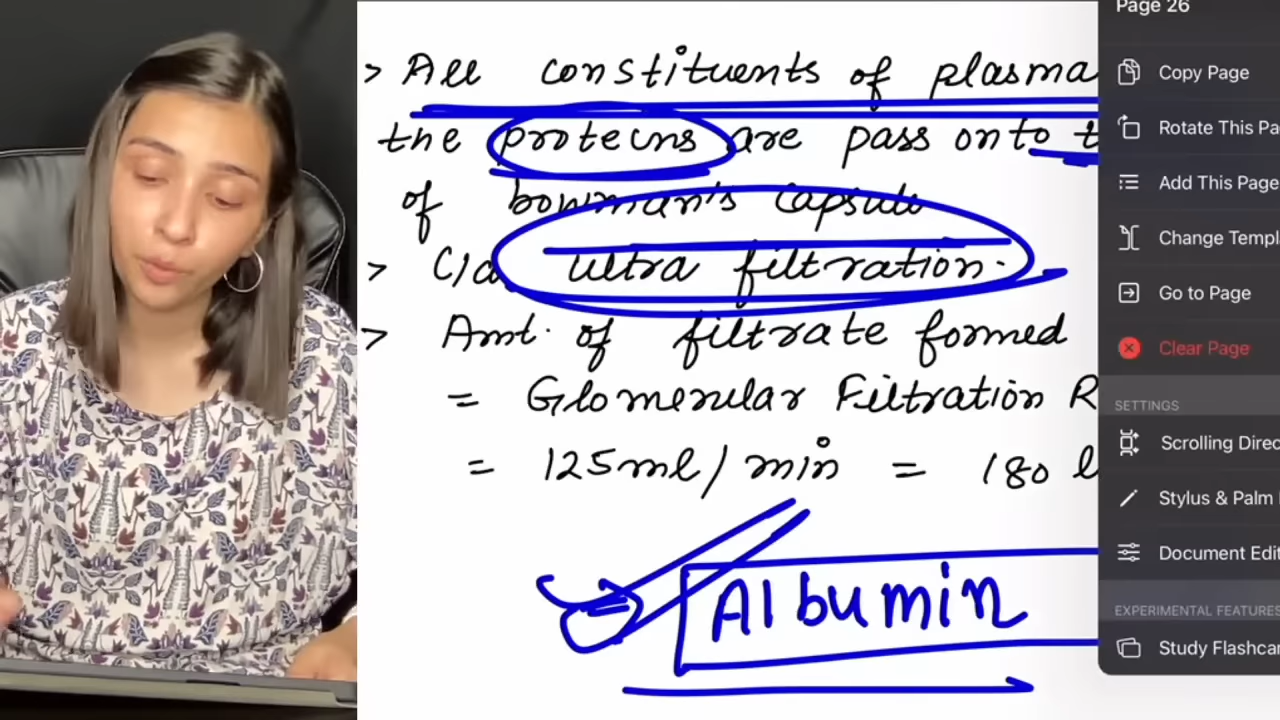 > All constituents of plasma
the proteins are pass onto t
of bowman's capsule
> C/a ultra filtration.
> Amt. of filtrate formed
= Glomerular Filtration R
= 125ml/min = 180 l
Albumin
Page 26
Copy Page
Rotate This Pa
Add This Page
Change Templ
Go to Page
Clear Page
SETTINGS
Scrolling Direc
Stylus & Palm
Document Edit
EXPERIMENTAL FEATURES
Study Flashcar